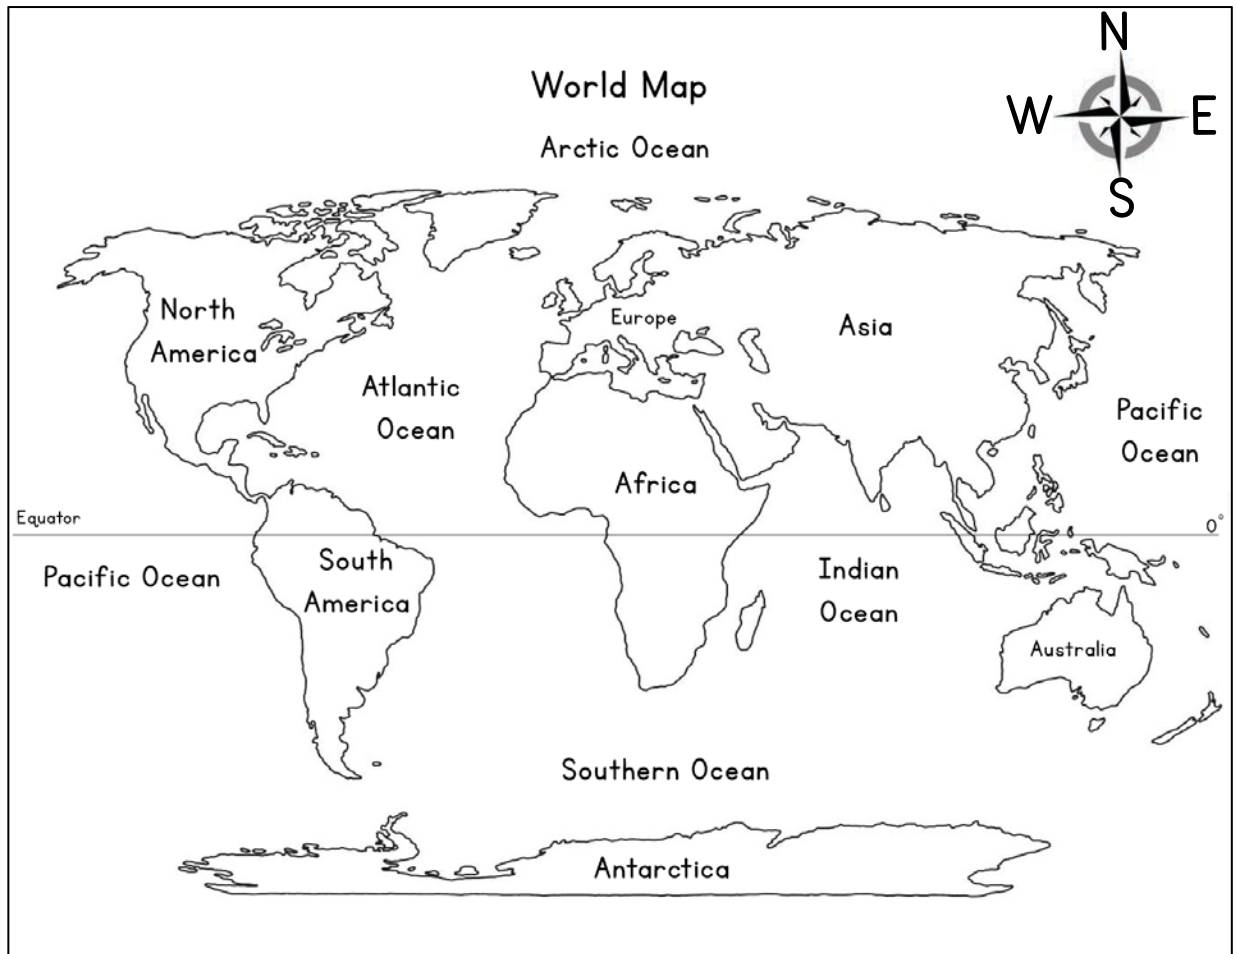 N
World Map
W
E
Arctic Ocean
S
North
America
Europe
Asia
Atlantic
Ocean
Pacific
Ocean
Africa
Equator
0°
Pacific Ocean
South
America
Indian
Ocean
Australia
Southern Ocean
Antarctica